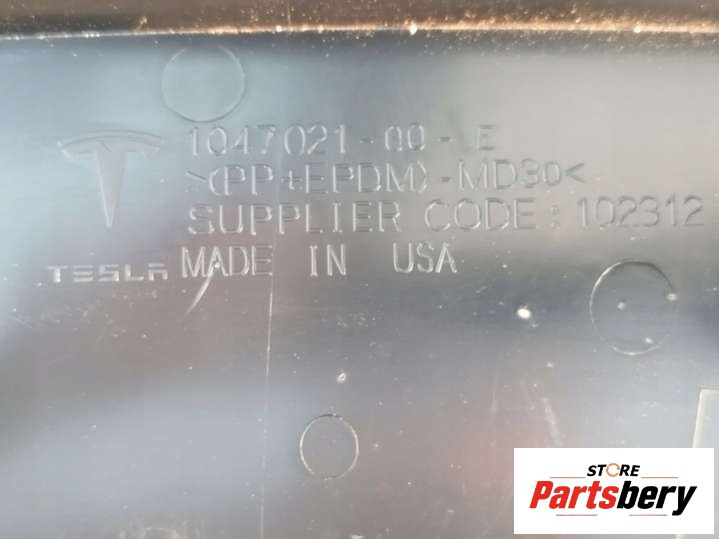 1047021-00-E
>(PP+EPDM)-MD30<
SUPPLIER CODE:102312
TESLA MADE IN USA
STORE
Partsbery